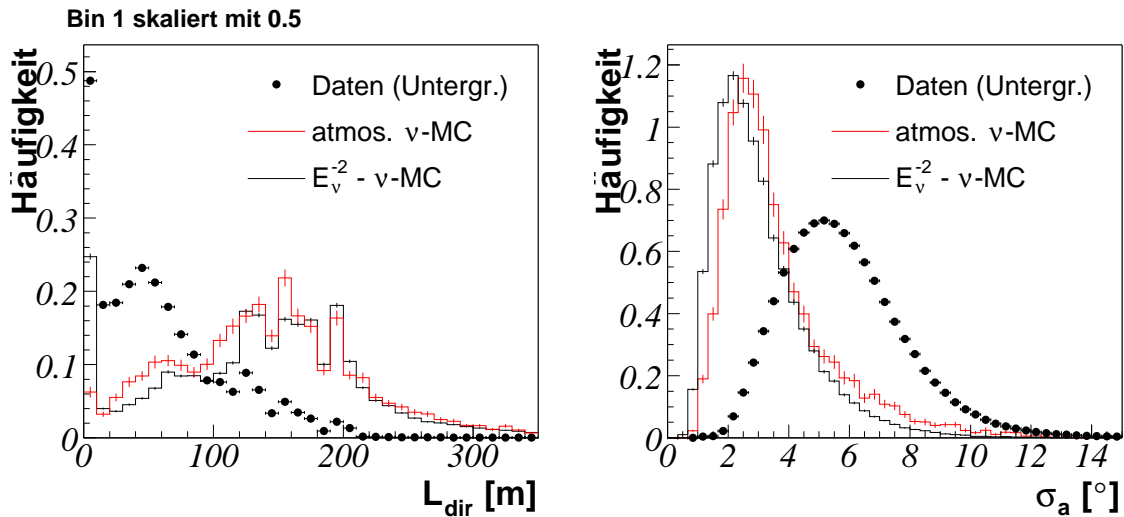 Bin 1 skaliert mit 0.5
Häufigkeit
0.5
0.4
0.3
0.2
0.1
0
Daten (Untergr.)
atmos. ν-MC
E_ν^-2 - ν-MC
0 100 200 300
L_dir [m]
Häufigkeit
1.2
1
0.8
0.6
0.4
0.2
0
Daten (Untergr.)
atmos. ν-MC
E_ν^-2 - ν-MC
0 2 4 6 8 10 12 14
σ_a [°]